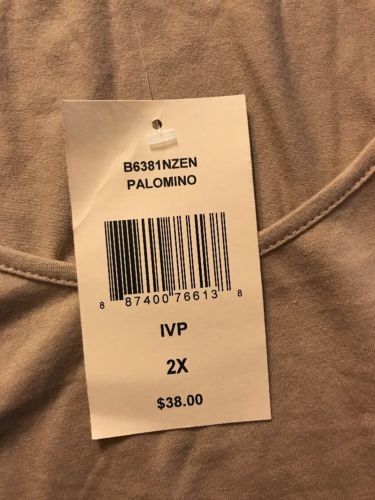 B6381NZEN
PALOMINO
8 87400 76613 8
IVP
2X
$38.00